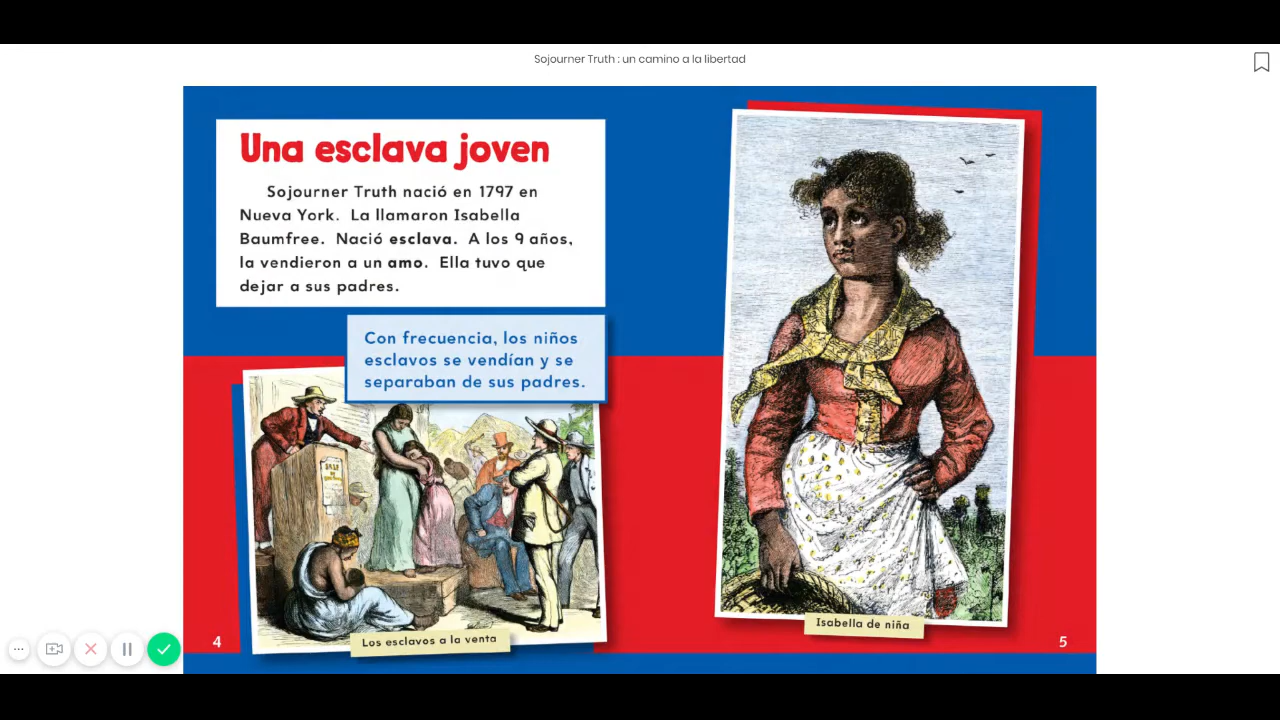 Sojourner Truth : un camino a la libertad
Una esclava joven
Sojourner Truth nació en 1797 en
Nueva York. La llamaron Isabella
Baumfree. Nació esclava. A los 9 años,
la vendieron a un amo. Ella tuvo que
dejar a sus padres.
Con frecuencia, los niños
esclavos se vendían y se
separaban de sus padres.
SALE
Los esclavos a la venta
4
Isabella de niña
5